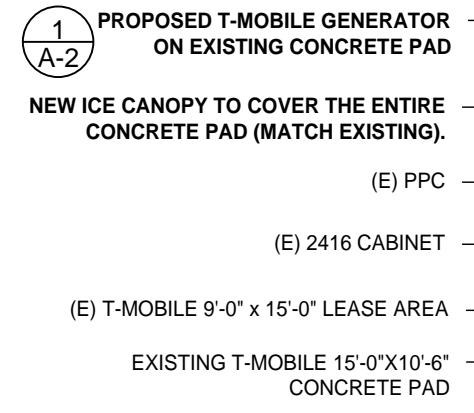 1
A-2
PROPOSED T-MOBILE GENERATOR
ON EXISTING CONCRETE PAD
NEW ICE CANOPY TO COVER THE ENTIRE
CONCRETE PAD (MATCH EXISTING).
(E) PPC
(E) 2416 CABINET
(E) T-MOBILE 9'-0" x 15'-0" LEASE AREA
EXISTING T-MOBILE 15'-0"X10'-6"
CONCRETE PAD